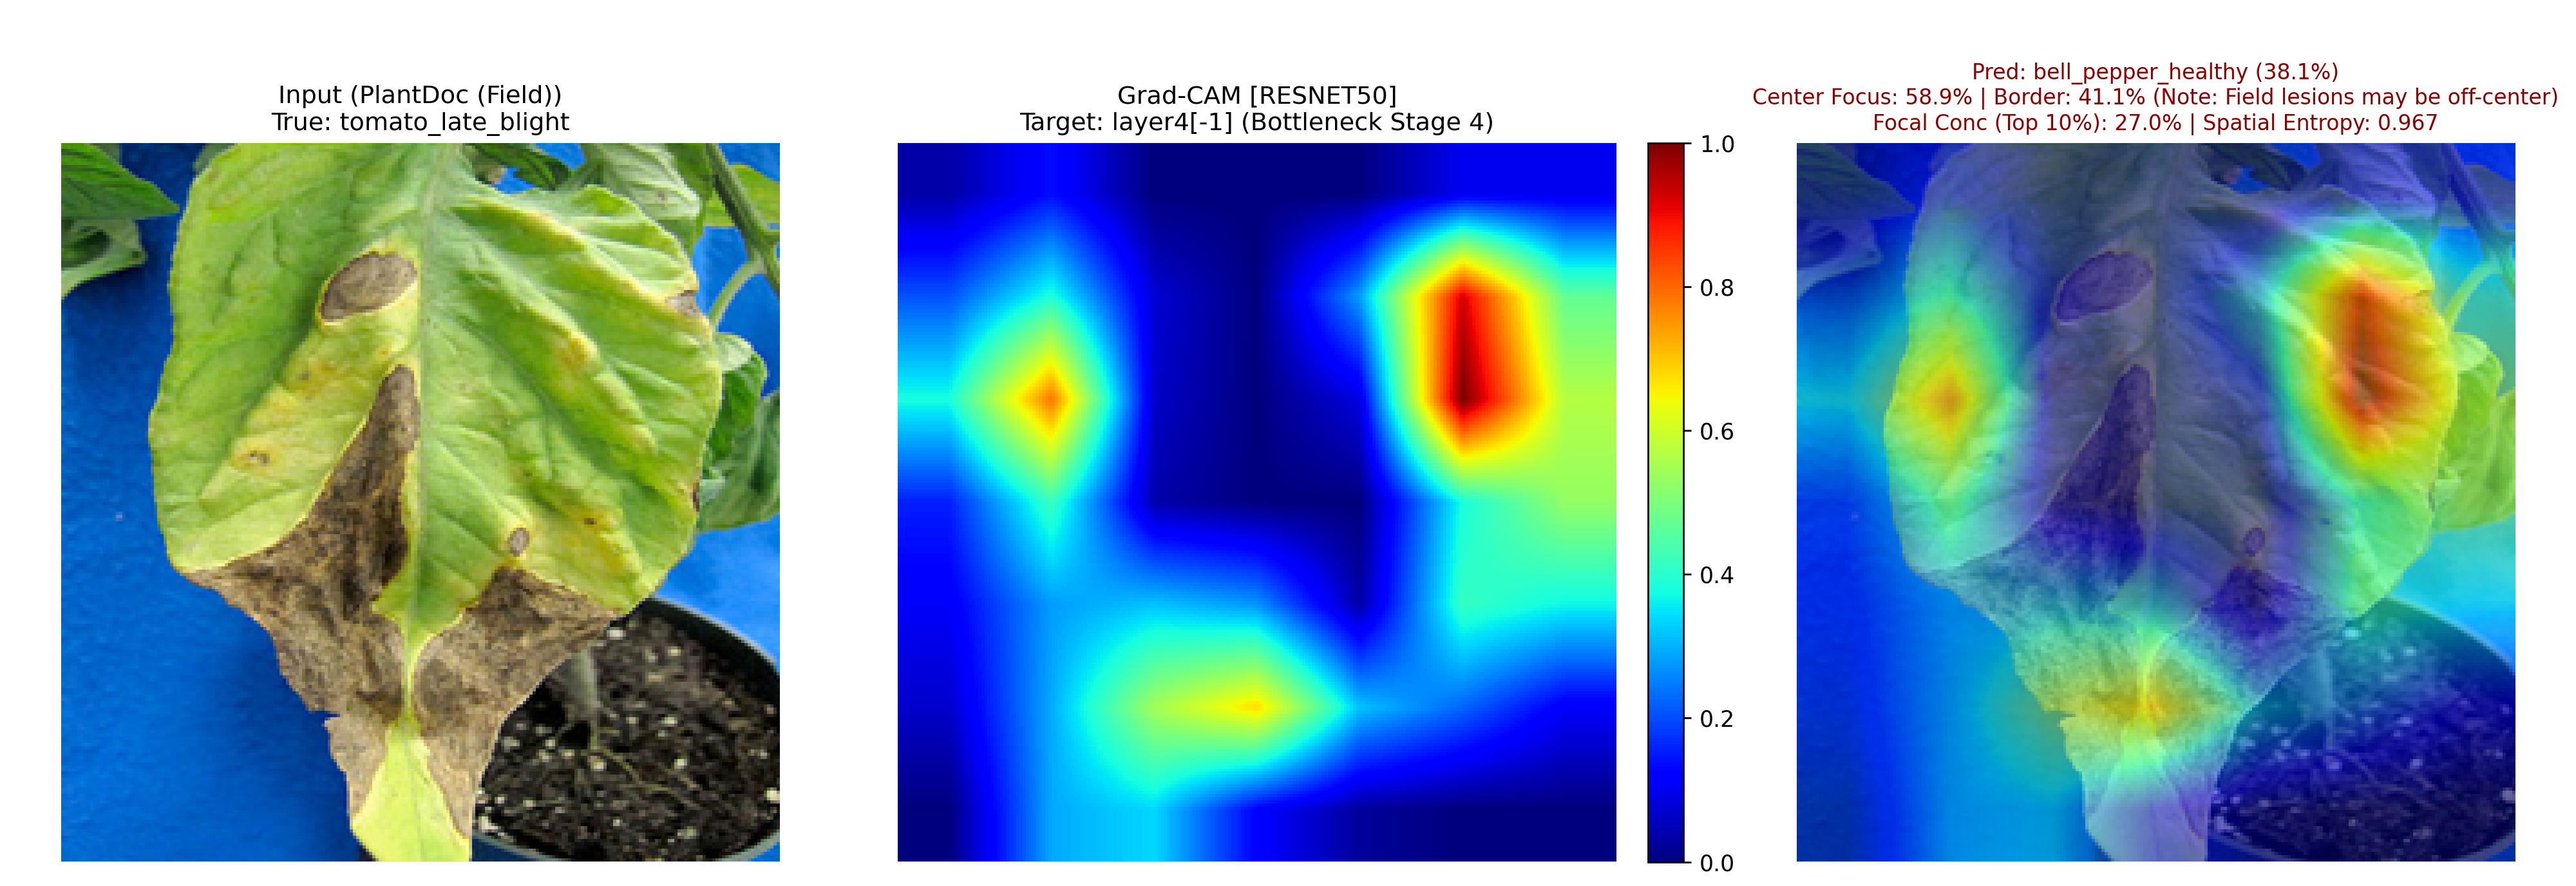 Input (PlantDoc (Field))
True: tomato_late_blight
Grad-CAM [RESNET50]
Target: layer4[-1] (Bottleneck Stage 4)
1.0
0.8
0.6
0.4
0.2
0.0
Pred: bell_pepper_healthy (38.1%)
Center Focus: 58.9% | Border: 41.1% (Note: Field lesions may be off-center)
Focal Conc (Top 10%): 27.0% | Spatial Entropy: 0.967